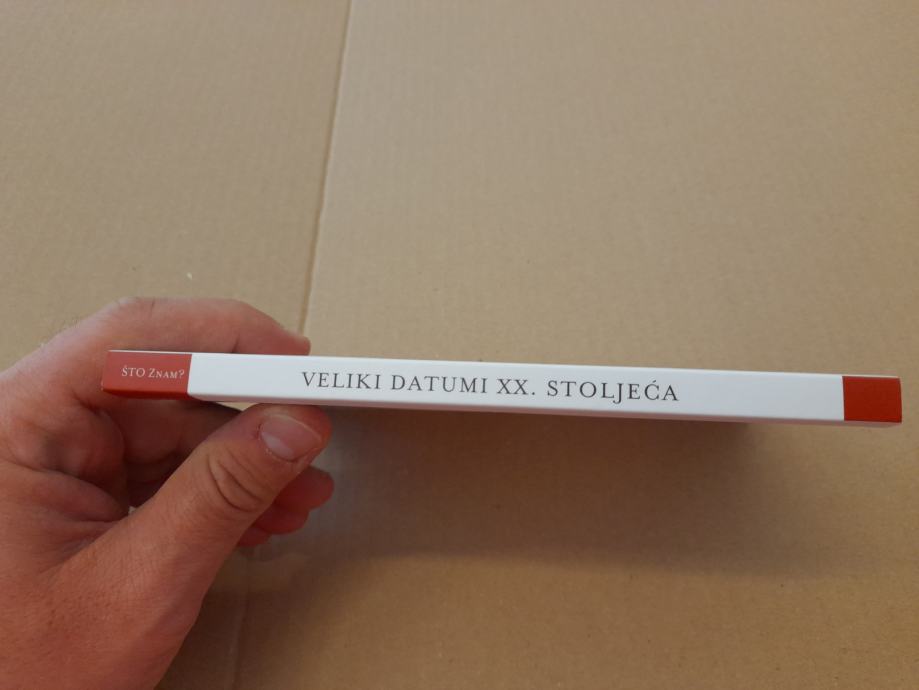 ŠTO ZNAM?
VELIKI DATUMI XX. STOLJEĆA